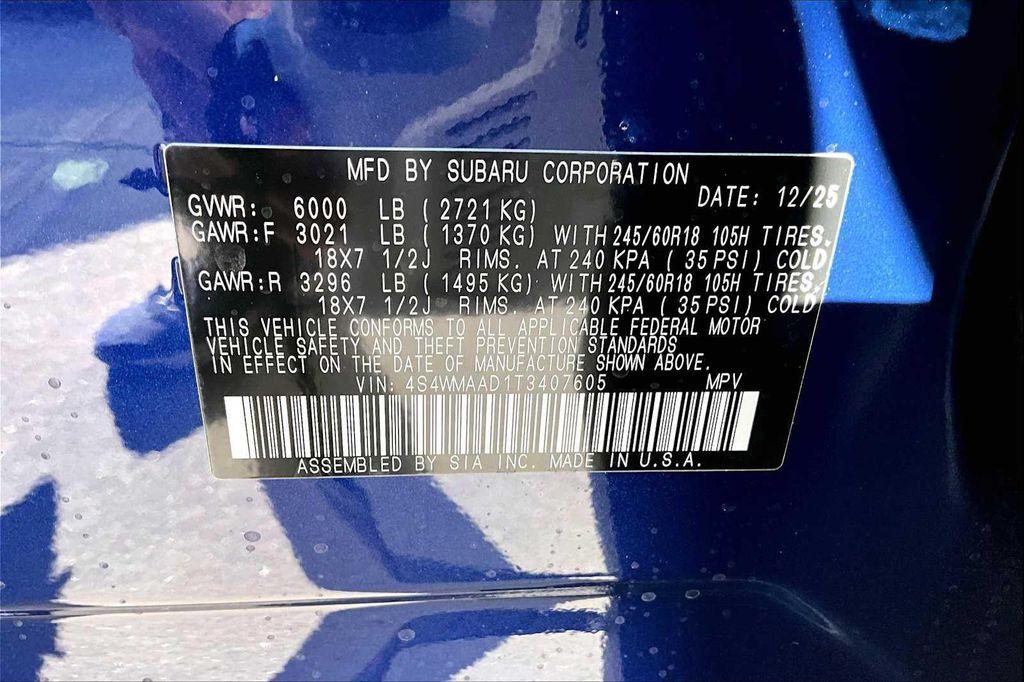 MFD BY SUBARU CORPORATION
DATE: 12/25
GVWR: 6000 LB (2721 KG)
GAWR:F 3021 LB (1370 KG) WITH 245/60R18 105H TIRES,
18X7 1/2J RIMS. AT 240 KPA (35 PSI) COLD
GAWR:R 3296 LB (1495 KG) WITH 245/60R18 105H TIRES,
18X7 1/2J RIMS. AT 240 KPA (35 PSI) COLD
THIS VEHICLE CONFORMS TO ALL APPLICABLE FEDERAL MOTOR
VEHICLE SAFETY AND THEFT PREVENTION STANDARDS
IN EFFECT ON THE DATE OF MANUFACTURE SHOWN ABOVE.
VIN: 4S4WMAAD1T3407605 MPV
ASSEMBLED BY SIA INC. MADE IN U.S.A.